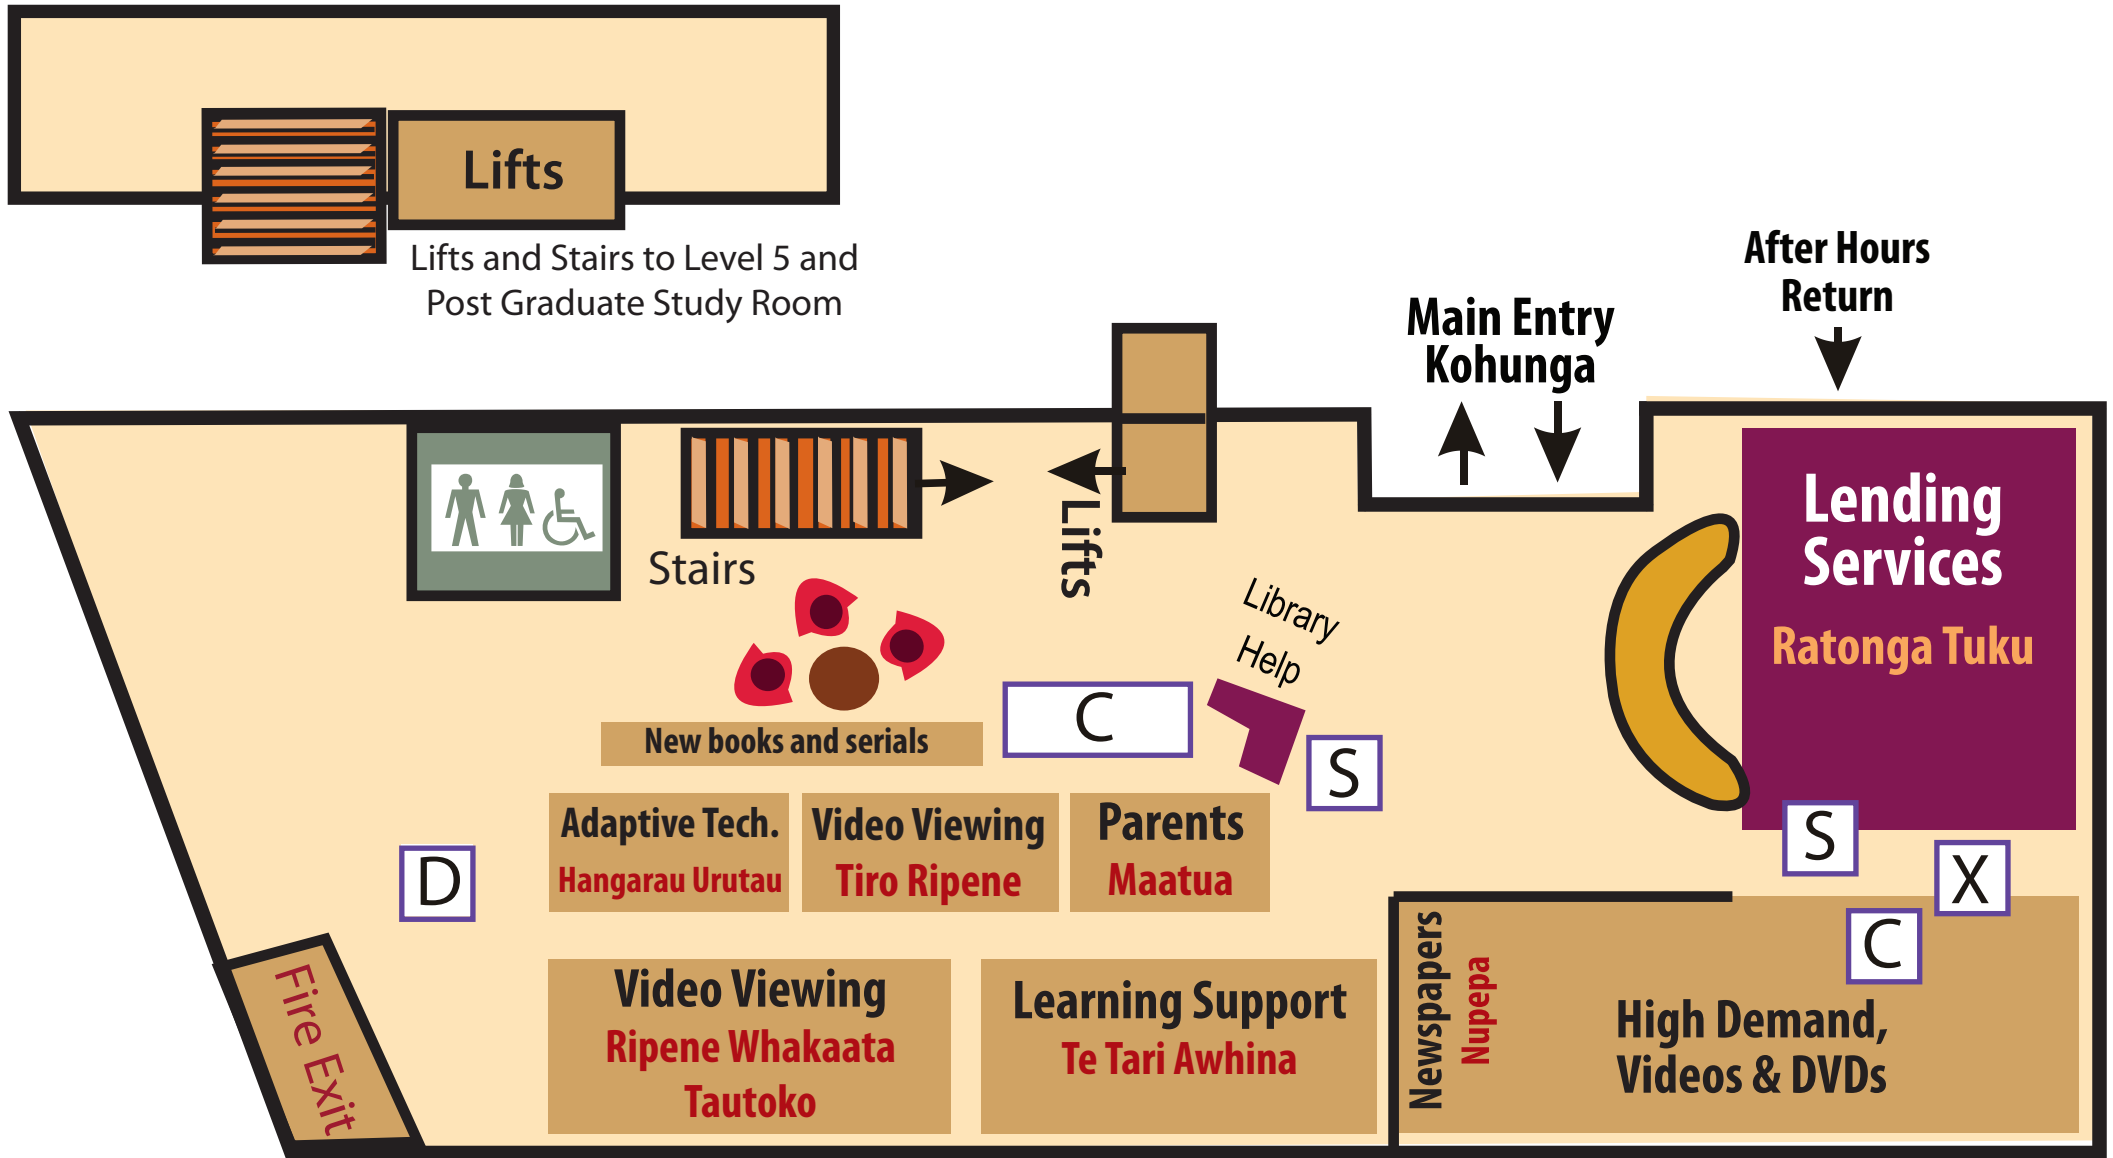 Lifts
Lifts and Stairs to Level 5 and
Post Graduate Study Room
After Hours
Return
Main Entry
Kohunga
Lending
Services
Ratonga Tuku
Stairs
Lifts
Library
Help
C
S
New books and serials
Adaptive Tech.
Hangarau Urutau
Video Viewing
Tiro Ripene
Parents
Maatua
D
S
X
C
Fire Exit
Video Viewing
Ripene Whakaata
Tautoko
Learning Support
Te Tari Awhina
Newspapers
Nupepa
High Demand,
Videos & DVDs